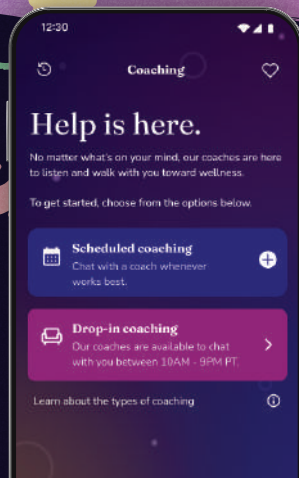 12:30
Coaching
Help is here.
No matter what's on your mind, our coaches are here
to listen and walk with you toward wellness.
To get started, choose from the options below.
Scheduled coaching
Chat with a coach whenever
works best.
Drop-in coaching
Our coaches are available to chat
with you between 10AM - 9PM PT.
Learn about the types of coaching